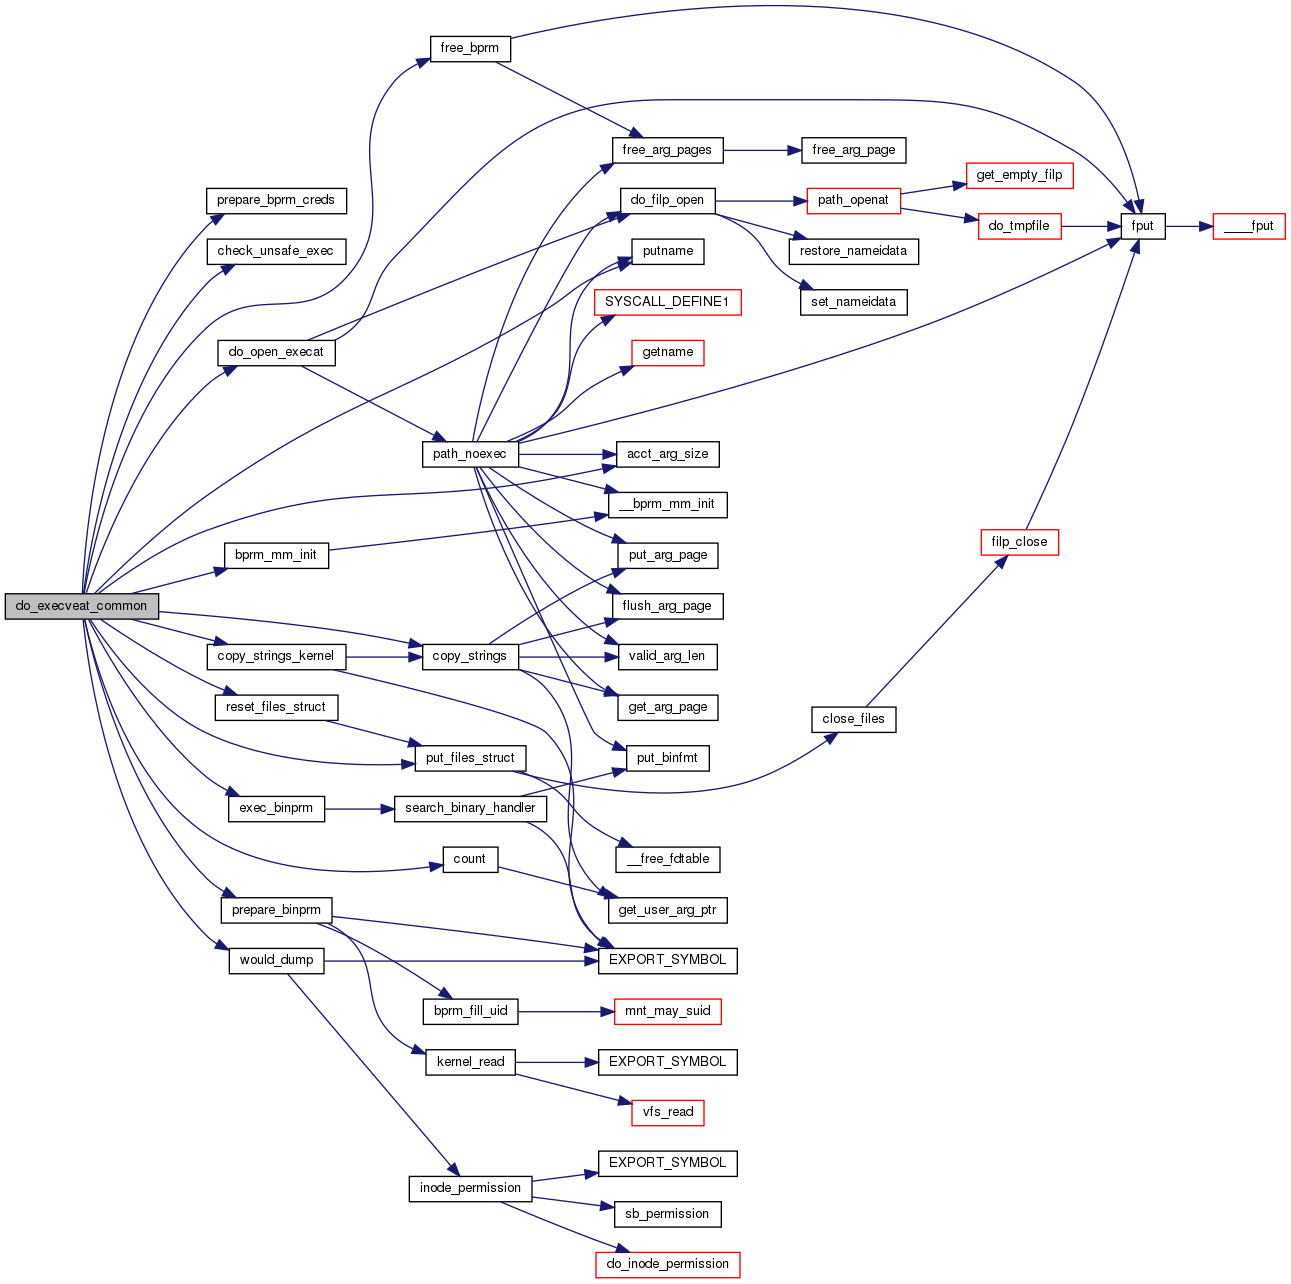 free_bprm
free_arg_pages
free_arg_page
get_empty_filp
prepare_bprm_creds
do_filp_open
path_openat
do_tmpfile
fput
____fput
check_unsafe_exec
putname
restore_nameidata
SYSCALL_DEFINE1
set_nameidata
do_open_execat
getname
path_noexec
acct_arg_size
__bprm_mm_init
bprm_mm_init
put_arg_page
filp_close
do_execveat_common
flush_arg_page
copy_strings_kernel
copy_strings
valid_arg_len
reset_files_struct
get_arg_page
close_files
put_files_struct
put_binfmt
exec_binprm
search_binary_handler
count
__free_fdtable
prepare_binprm
get_user_arg_ptr
would_dump
EXPORT_SYMBOL
bprm_fill_uid
mnt_may_suid
kernel_read
EXPORT_SYMBOL
vfs_read
EXPORT_SYMBOL
inode_permission
sb_permission
do_inode_permission